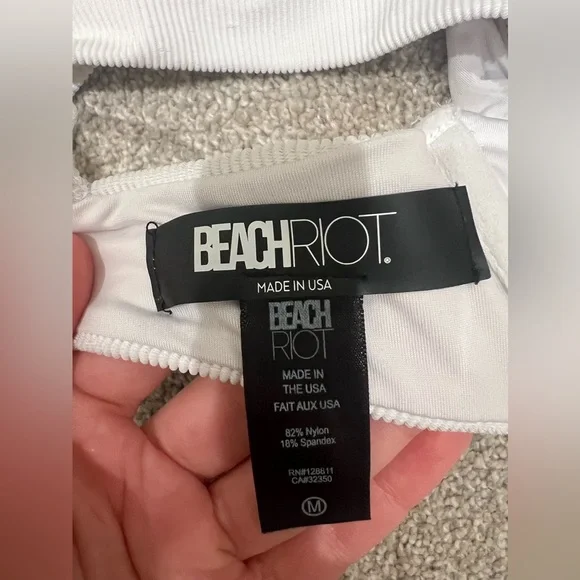 BEACHRIOT®
MADE IN USA
BEACH
RIOT
MADE IN
THE USA
FAIT AUX USA
82% Nylon
18% Spandex
RN#128611
CA#32350
M